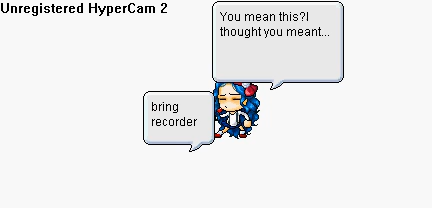 Unregistered HyperCam 2
You mean this?I
thought you meant...
bring
recorder